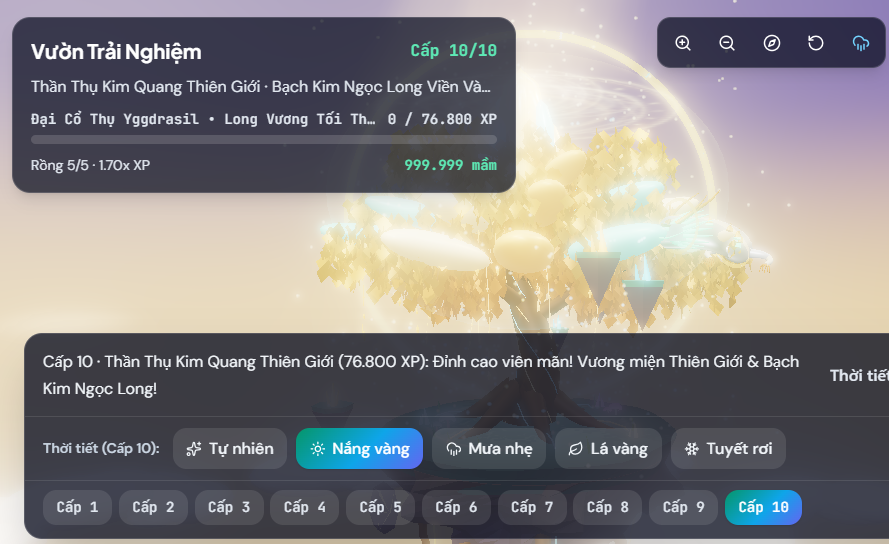 Vườn Trải Nghiệm
Cấp 10/10
Thần Thụ Kim Quang Thiên Giới · Bạch Kim Ngọc Long Viền Và...
Đại Cổ Thụ Yggdrasil • Long Vương Tối Th... 0 / 76.800 XP
Rồng 5/5 · 1.70x XP
999.999 mầm
Cấp 10 · Thần Thụ Kim Quang Thiên Giới (76.800 XP): Đỉnh cao viên mãn! Vương miện Thiên Giới & Bạch
Kim Ngọc Long!
Thời tiết
Thời tiết (Cấp 10): Tự nhiên Nắng vàng Mưa nhẹ Lá vàng Tuyết rơi
Cấp 1 Cấp 2 Cấp 3 Cấp 4 Cấp 5 Cấp 6 Cấp 7 Cấp 8 Cấp 9 Cấp 10